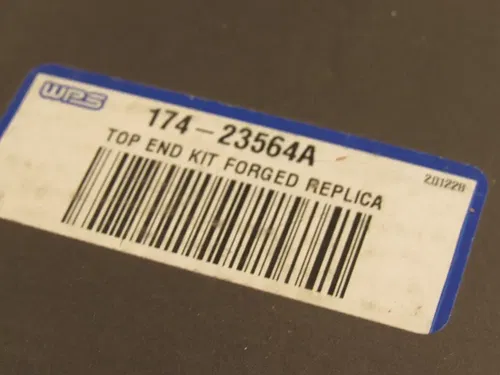 WPS
174-23564A
TOP END KIT FORGED REPLICA
201228